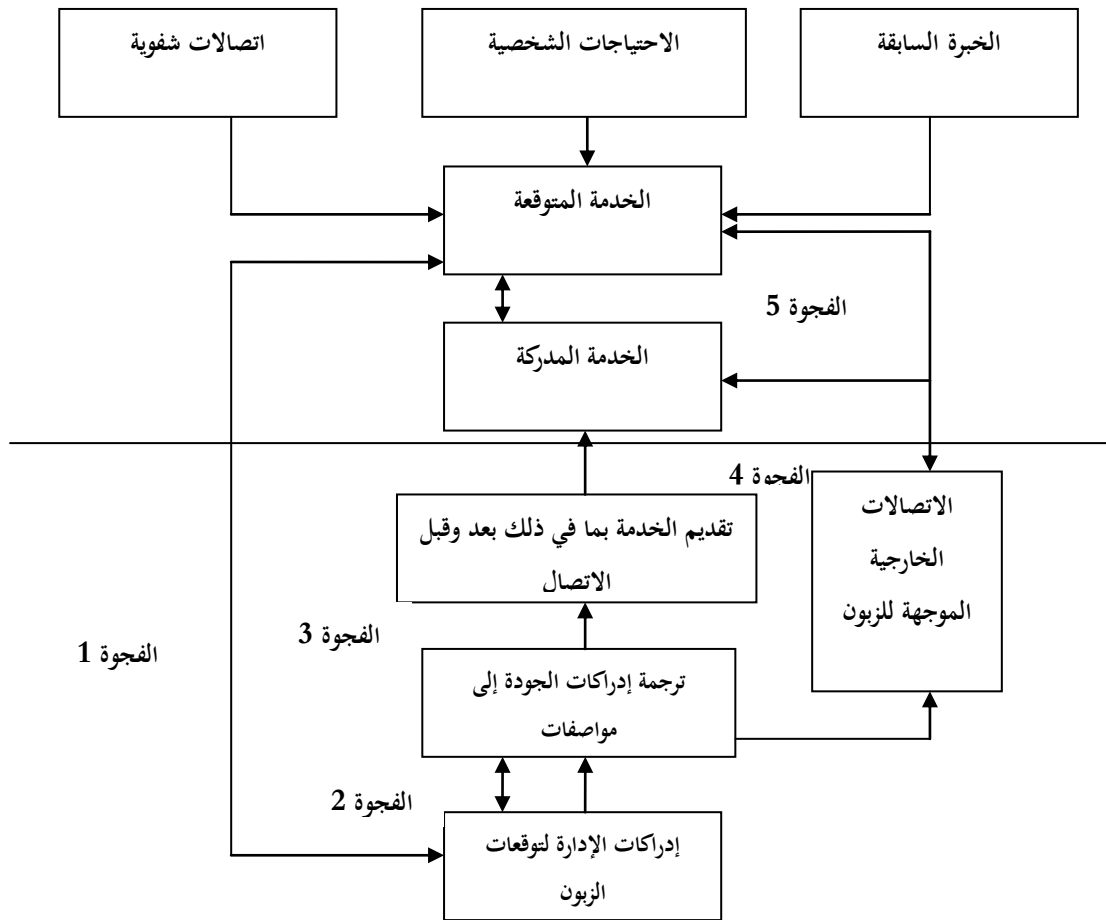 الخبرة السابقة
الاحتياجات الشخصية
اتصالات شفوية
الخدمة المتوقعة
الفجوة 5
الخدمة المدركة
الفجوة 4
الاتصالات
الخارجية
الموجهة للزبون
تقديم الخدمة بما في ذلك بعد وقبل
الاتصال
الفجوة 3
الفجوة 1
ترجمة إدراكات الجودة إلى
مواصفات
الفجوة 2
إدراكات الإدارة لتوقعات
الزبون